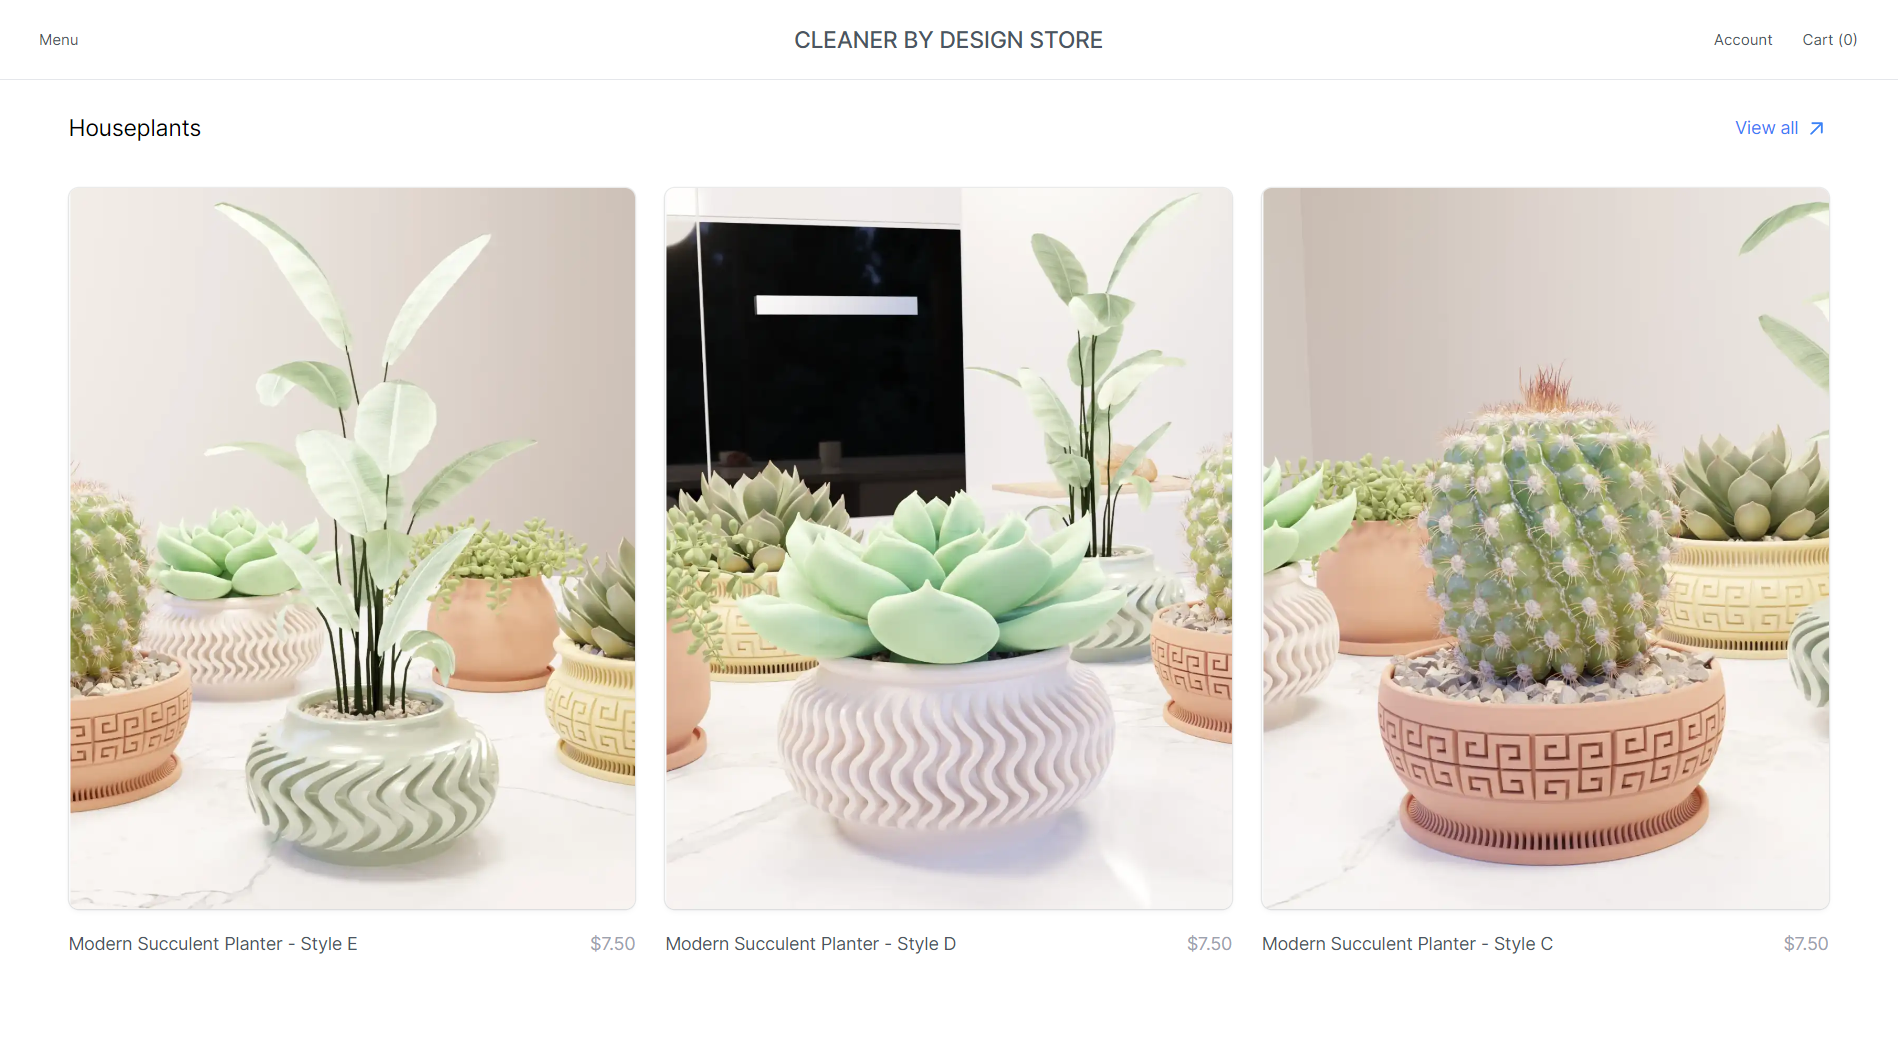 Menu
CLEANER BY DESIGN STORE
Account
Cart (0)
Houseplants
View all
Modern Succulent Planter - Style E
$7.50
Modern Succulent Planter - Style D
$7.50
Modern Succulent Planter - Style C
$7.50